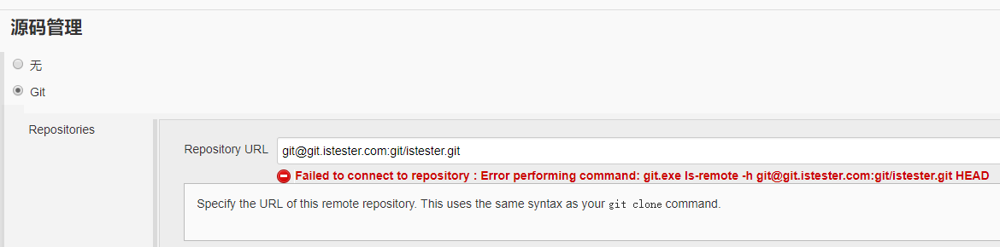 源码管理
无
Git
Repositories
Repository URL git@git.istester.com:git/istester.git
Failed to connect to repository : Error performing command: git.exe ls-remote -h git@git.istester.com:git/istester.git HEAD
Specify the URL of this remote repository. This uses the same syntax as your git clone command.